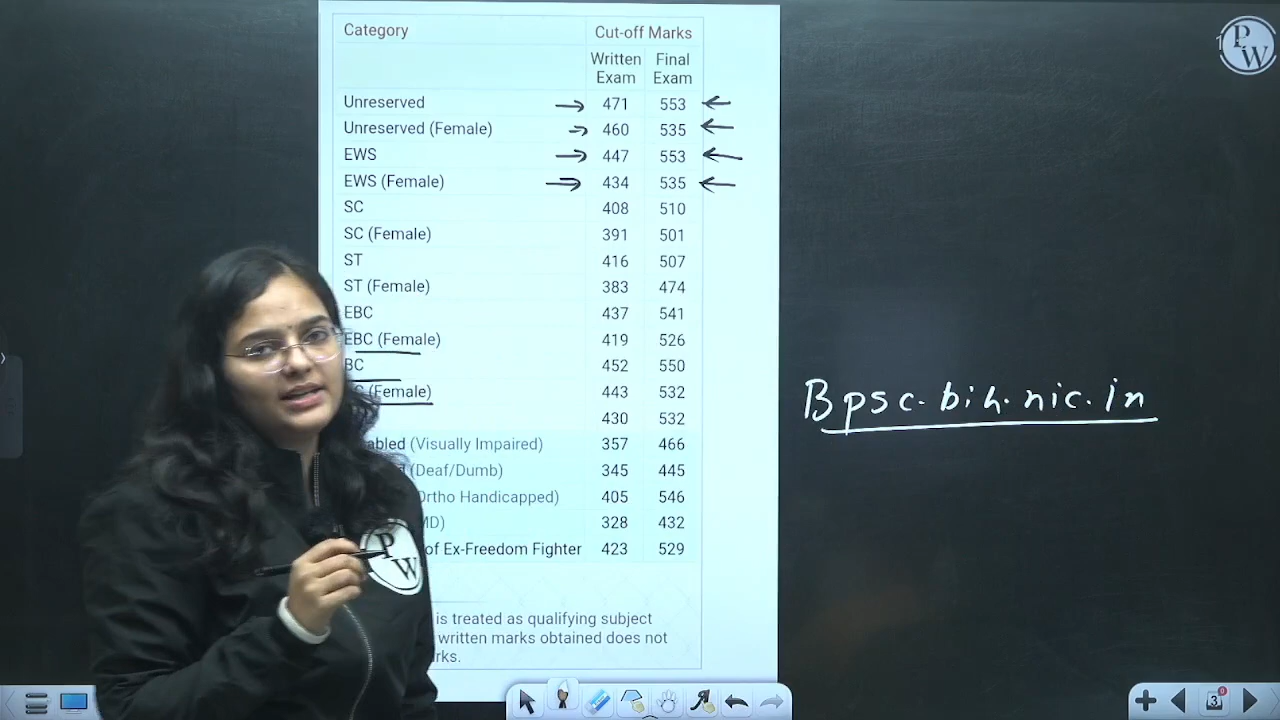 Category Cut-off Marks
Written Exam Final Exam
Unreserved 471 553
Unreserved (Female) 460 535
EWS 447 553
EWS (Female) 434 535
SC 408 510
SC (Female) 391 501
ST 416 507
ST (Female) 383 474
EBC 437 541
EBC (Female) 419 526
BC 452 550
(Female) 443 532
430 532
(Visually Impaired) 357 466
(Deaf/Dumb) 345 445
Handicapped) 405 546
328 432
of Ex-Freedom Fighter 423 529
is treated as qualifying subject
written marks obtained does not
Bpsc.bih.nic.in
PW
PW
3